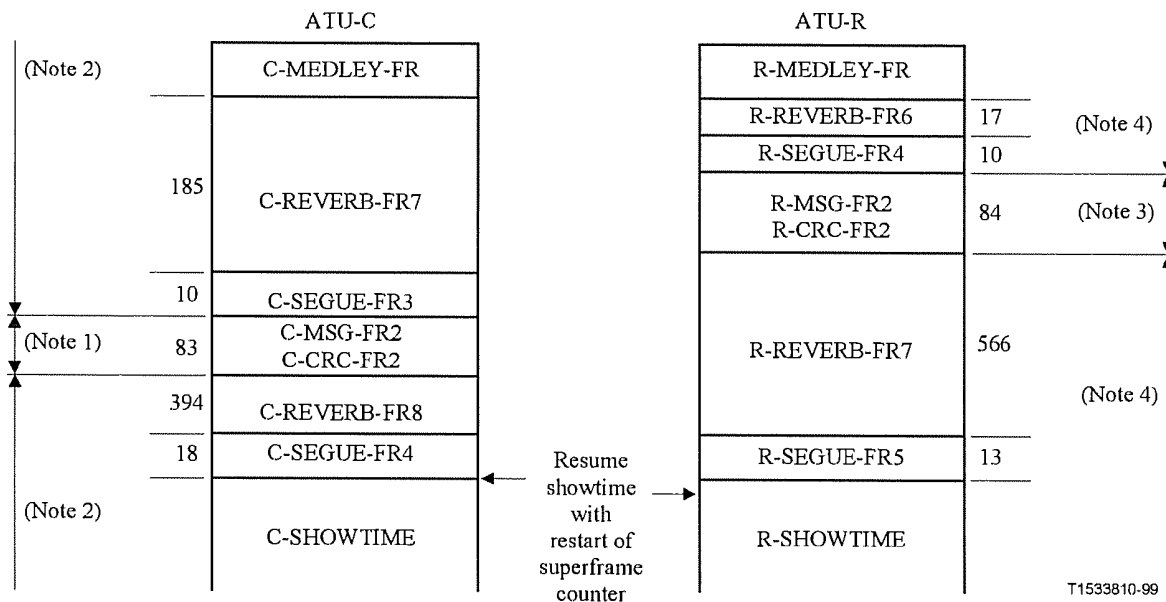 ATU-C
ATU-R
(Note 2)
C-MEDLEY-FR
R-MEDLEY-FR
R-REVERB-FR6
17
(Note 4)
R-SEGUE-FR4
10
185
C-REVERB-FR7
R-MSG-FR2
R-CRC-FR2
84
(Note 3)
10
C-SEGUE-FR3
(Note 1)
83
C-MSG-FR2
C-CRC-FR2
R-REVERB-FR7
566
394
C-REVERB-FR8
(Note 4)
18
C-SEGUE-FR4
R-SEGUE-FR5
13
(Note 2)
C-SHOWTIME
Resume
showtime
with
restart of
superframe
counter
R-SHOWTIME
T1533810-99